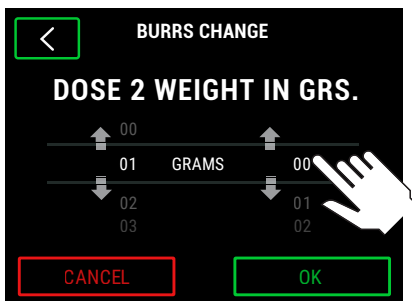 BURRS CHANGE
DOSE 2 WEIGHT IN GRS.
00
01 GRAMS 00
02 01
03 02
CANCEL OK